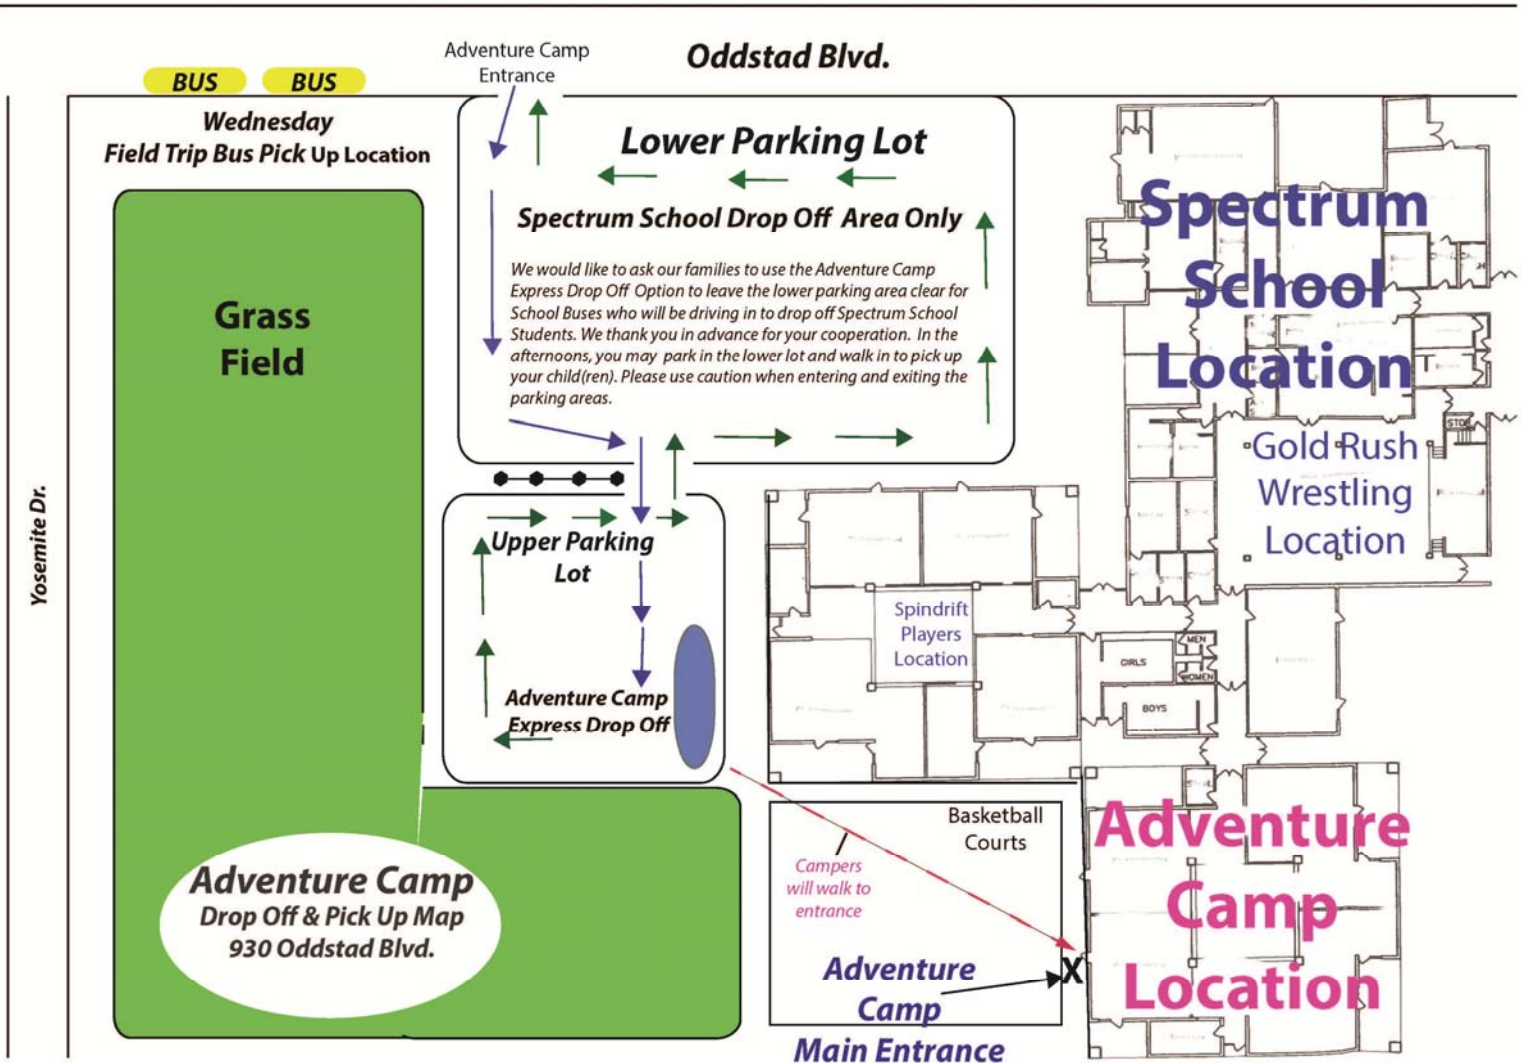 Oddstad Blvd.
Adventure Camp
Entrance
BUS
BUS
Wednesday
Field Trip Bus Pick Up Location
Lower Parking Lot
Spectrum School Drop Off Area Only
We would like to ask our families to use the Adventure Camp
Express Drop Off Option to leave the lower parking area clear for
School Buses who will be driving in to drop off Spectrum School
Students. We thank you in advance for your cooperation. In the
afternoons, you may park in the lower lot and walk in to pick up
your child(ren). Please use caution when entering and exiting the
parking areas.
Spectrum
School
Location
Grass
Field
Gold Rush
Wrestling
Location
STO
Yosemite Dr.
Upper Parking
Lot
Spindrift
Players
Location
MEN
GIRLS
WOMEN
BOYS
Adventure Camp
Express Drop Off
Basketball
Courts
Adventure
Camp
Location
Campers
will walk to
entrance
Adventure Camp
Drop Off & Pick Up Map
930 Oddstad Blvd.
Adventure
Camp
Main Entrance
X